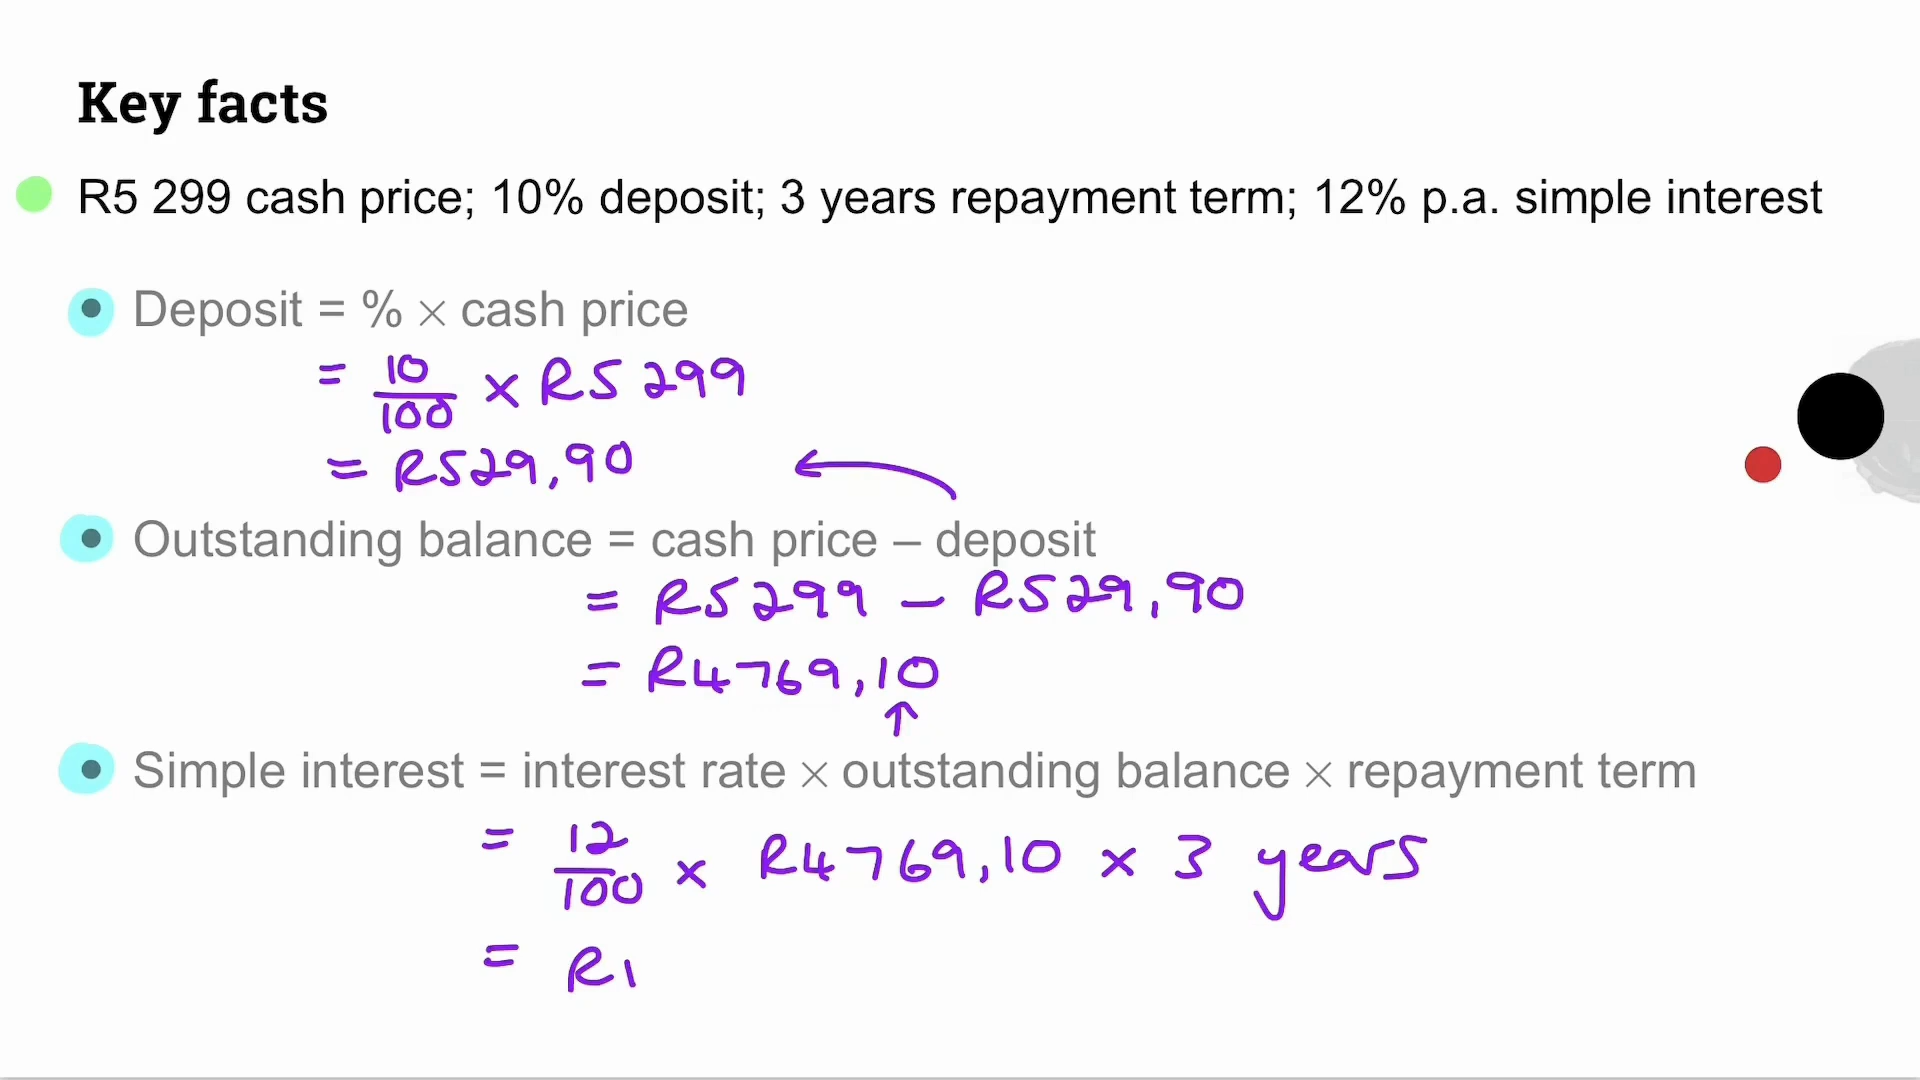 Key facts
R5 299 cash price; 10% deposit; 3 years repayment term; 12% p.a. simple interest
Deposit = % × cash price
= 10/100 × R5 299
= R529,90
Outstanding balance = cash price – deposit
= R5 299 – R529,90
= R4 769,10
Simple interest = interest rate × outstanding balance × repayment term
= 12/100 × R4 769,10 × 3 years
= R1